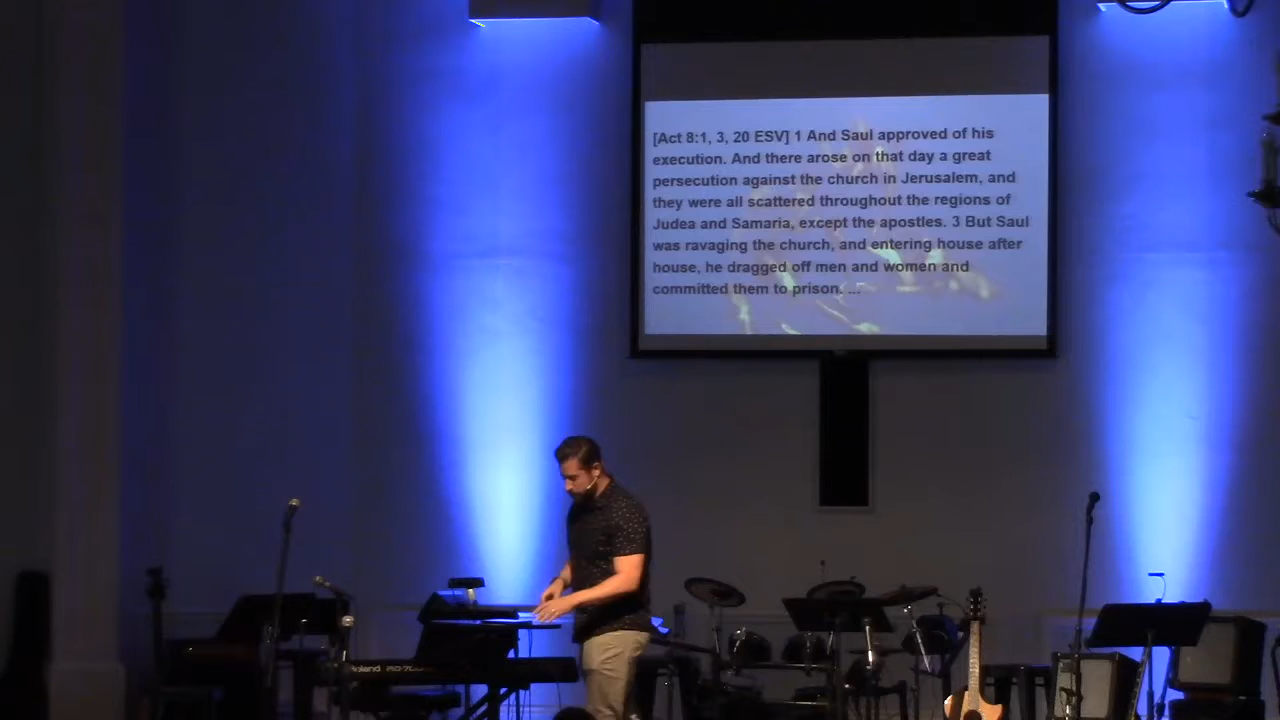 [Act 8:1, 3, 20 ESV] 1 And Saul approved of his
execution. And there arose on that day a great
persecution against the church in Jerusalem, and
they were all scattered throughout the regions of
Judea and Samaria, except the apostles. 3 But Saul
was ravaging the church, and entering house after
house, he dragged off men and women and
committed them to prison. ...
Roland